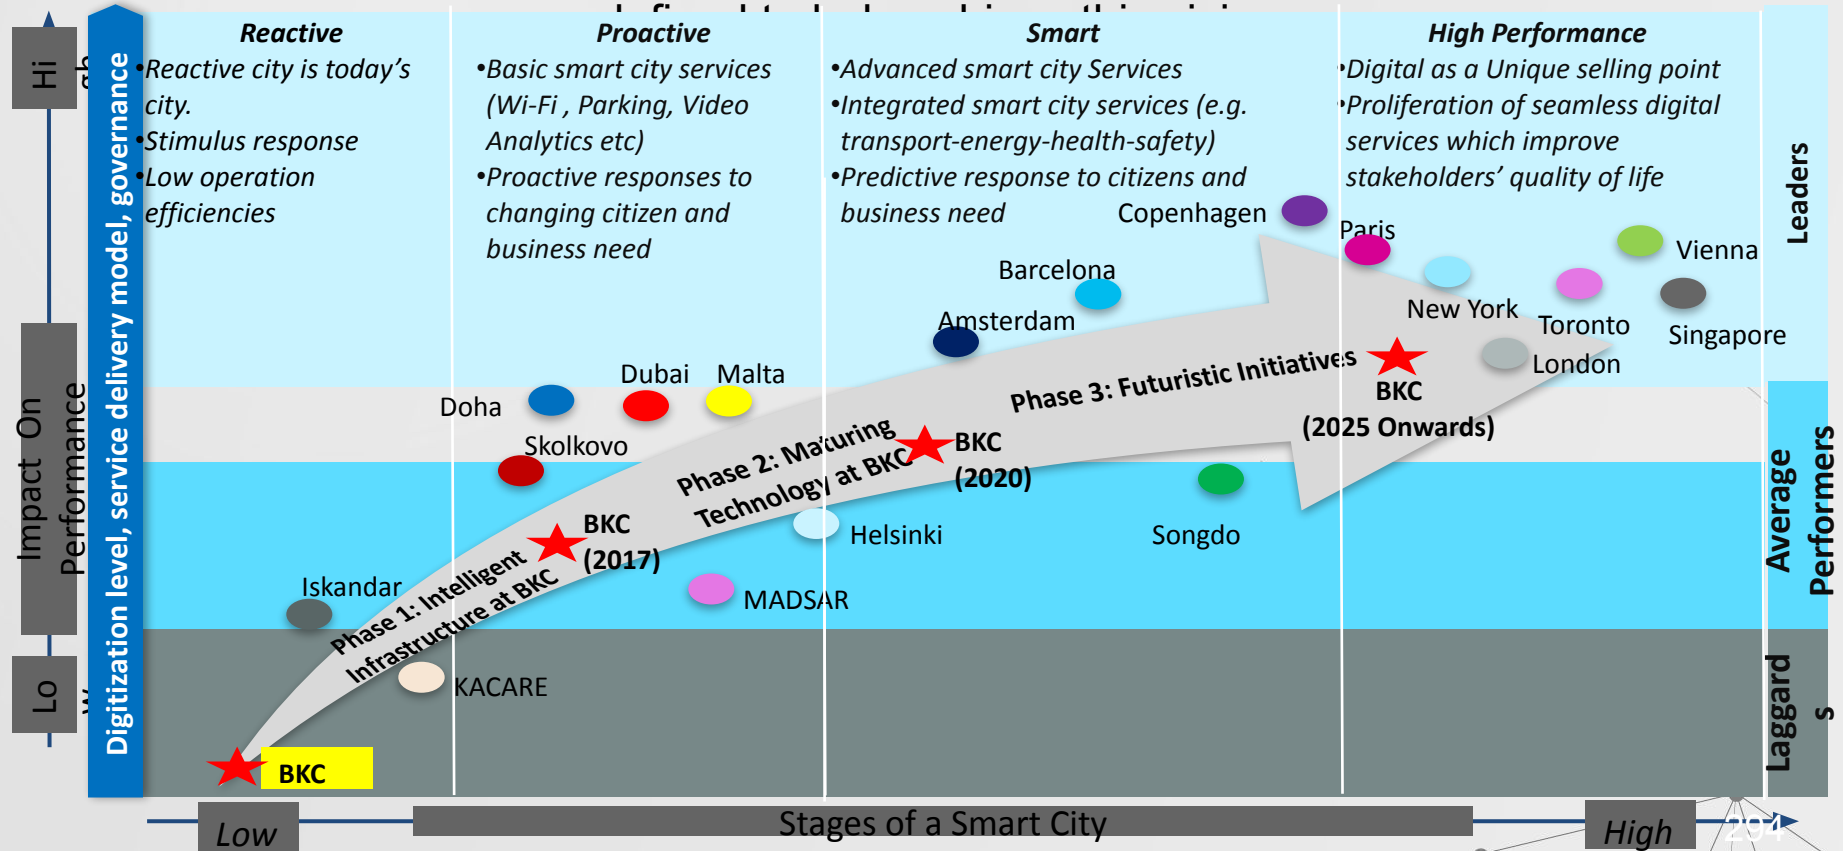 Reactive
•Reactive city is today’s
city.
•Stimulus response
•Low operation
efficiencies
Proactive
•Basic smart city services
(Wi-Fi , Parking, Video
Analytics etc)
•Proactive responses to
changing citizen and
business need
Smart
•Advanced smart city Services
•Integrated smart city services (e.g.
transport-energy-health-safety)
•Predictive response to citizens and
business need
High Performance
•Digital as a Unique selling point
•Proliferation of seamless digital
services which improve
stakeholders’ quality of life
Hi
gh
Impact On
Performance
Lo
w
Digitization level, service delivery model, governance
Leaders
Average
Performers
Laggard
s
Copenhagen
Paris
Vienna
Barcelona
New York
Toronto
Singapore
Amsterdam
London
Dubai
Malta
Doha
Skolkovo
Helsinki
Songdo
MADSAR
Iskandar
KACARE
Phase 1: Intelligent
Infrastructure at BKC
Phase 2: Maturing
Technology at BKC
Phase 3: Futuristic Initiatives
BKC
BKC
(2017)
BKC
(2020)
BKC
(2025 Onwards)
Low
Stages of a Smart City
High
294